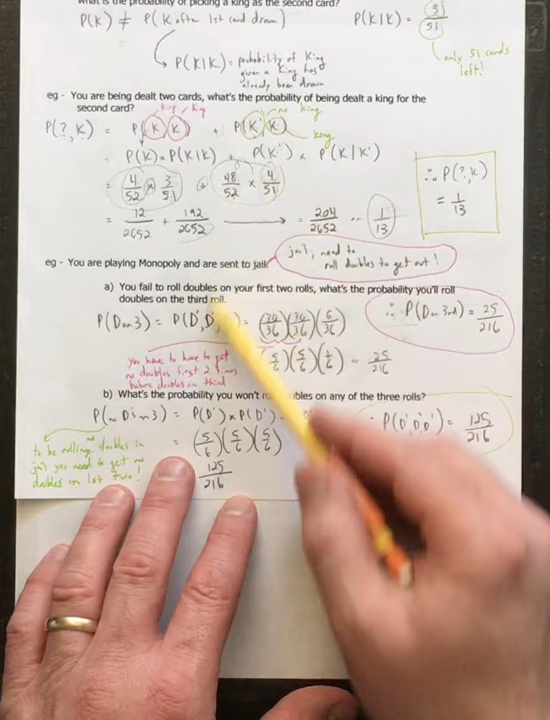 what is the probability of picking a king as the second card?
P(K) ≠ P(K after 1st card drawn)
P(K|K) = 3/51
only 51 cards left!
P(K|K) = probability of King given a King has already been drawn
eg - You are being dealt two cards, what's the probability of being dealt a king for the
second card?
king, King
no King
King
P(?, K) = P(K K) + P(K' K)
= P(K) × P(K|K) + P(K') × P(K|K')
= 4/52 × 3/51 + 48/52 × 4/51
= 12/2652 + 192/2652 → = 204/2652 or 1/13
∴ P(?, K) = 1/13
eg - You are playing Monopoly and are sent to jail.
jail, need to roll doubles to get out!
a) You fail to roll doubles on your first two rolls, what's the probability you'll roll
doubles on the third roll.
P(D on 3) = P(D', D', = (30/36)(30/36)(6/36)
(5/6)(5/6)(1/6) = 25/216
∴ P(D on 3rd) = 25/216
you have to have to get
no doubles first 2 times
before doubles on third
b) What's the probability you won't bles on any of the three rolls?
P(no D's on 3) = P(D') × P(D')
= (5/6)(5/6)(5/6)
125/216
P(D' D' D') = 125/216
to be rolling doubles in
jail you need to get no
doubles on 1st two!